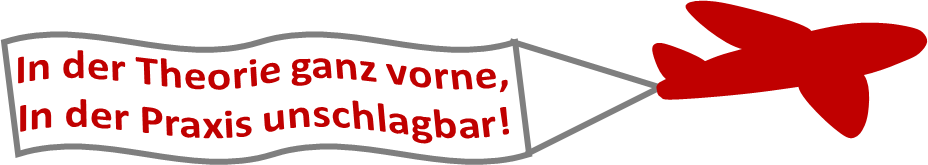 In der Theorie ganz vorne,
In der Praxis unschlagbar!